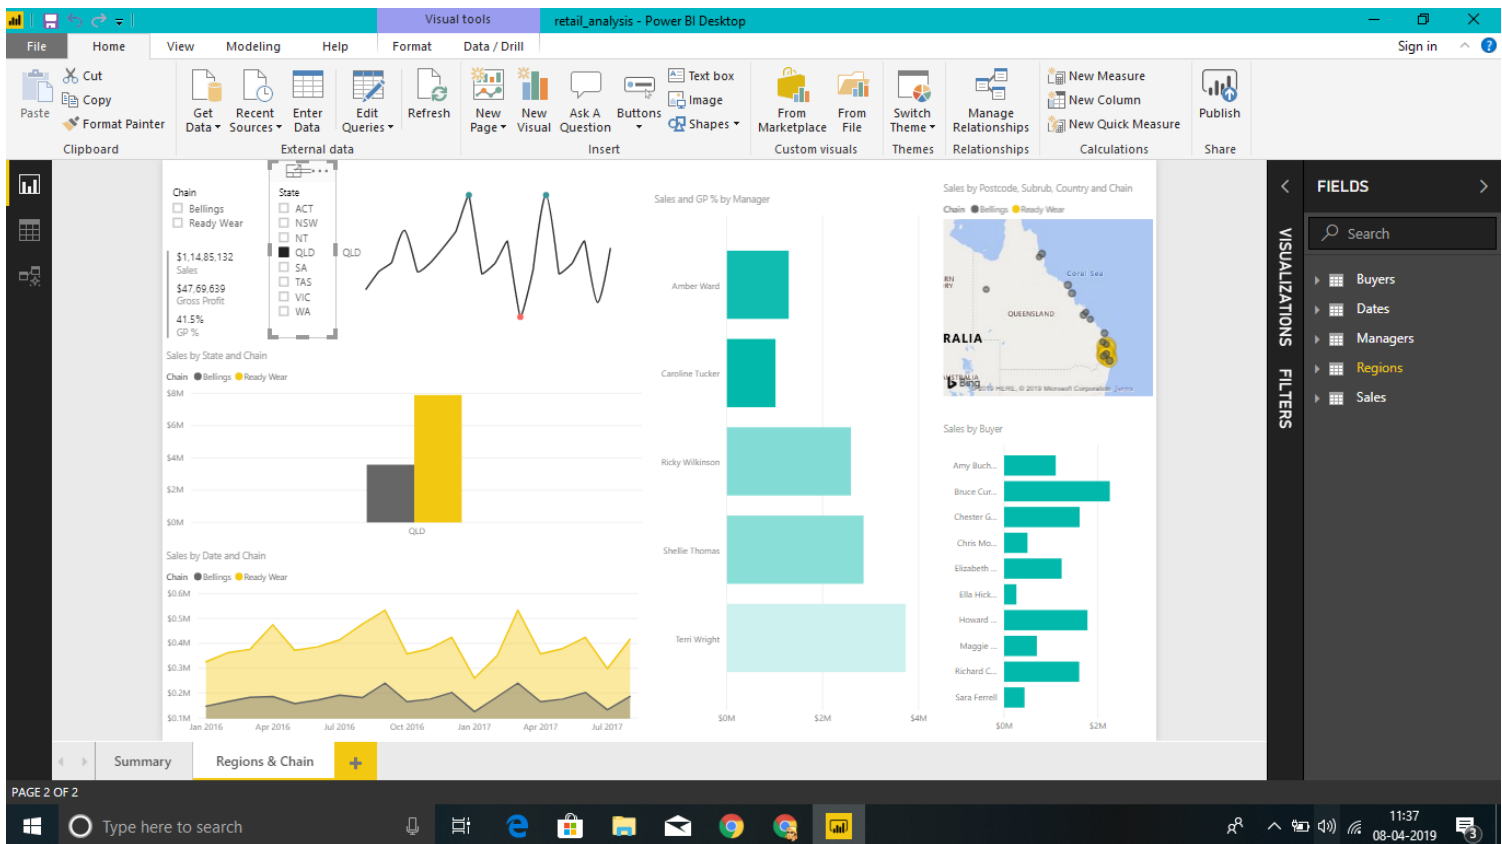 Visual tools
retail_analysis - Power BI Desktop
File
Home
View
Modeling
Help
Format
Data / Drill
Sign in
?
Paste
Cut
Copy
Format Painter
Clipboard
Get Data
Recent Sources
Enter Data
Edit Queries
Refresh
External data
New Page
New Visual
Ask A Question
Buttons
Text box
Image
Shapes
Insert
From Marketplace
From File
Custom visuals
Switch Theme
Themes
Manage Relationships
Relationships
New Measure
New Column
New Quick Measure
Calculations
Publish
Share
Chain
Bellings
Ready Wear
$1,14,85,132
Sales
$47,69,639
Gross Profit
41.5%
GP %
State
ACT
NSW
NT
QLD
SA
TAS
VIC
WA
QLD
Sales by State and Chain
Chain Bellings Ready Wear
$8M
$6M
$4M
$2M
$0M
QLD
Sales by Date and Chain
Chain Bellings Ready Wear
$0.6M
$0.5M
$0.4M
$0.3M
$0.2M
$0.1M
Jan 2016 Apr 2016 Jul 2016 Oct 2016 Jan 2017 Apr 2017 Jul 2017
Sales and GP % by Manager
Amber Ward
Caroline Tucker
Ricky Wilkinson
Shellie Thomas
Terri Wright
$0M $2M $4M
Sales by Postcode, Subrub, Country and Chain
Chain Bellings Ready Wear
Coral Sea
QUEENSLAND
RALIA
Bing
© 2019 HERE, © 2019 Microsoft Corporation Terms
Sales by Buyer
Amy Buch...
Bruce Cur...
Chester G...
Chris Mo...
Elizabeth ...
Ella Hick...
Howard ...
Maggie ...
Richard C...
Sara Ferrell
$0M $2M
VISUALIZATIONS
FILTERS
FIELDS
Search
Buyers
Dates
Managers
Regions
Sales
Summary
Regions & Chain
+
PAGE 2 OF 2
Type here to search
11:37
08-04-2019
3